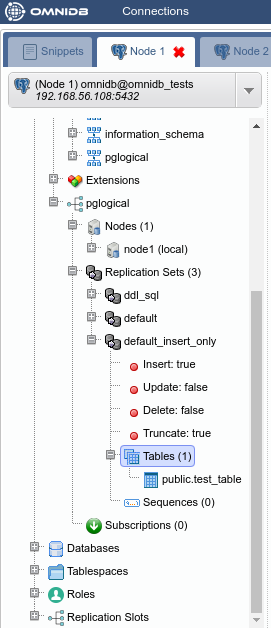 OMNIDB Connections
Snippets Node 1 Node 2
(Node 1) omnidb@omnidb_tests
192.168.56.108:5432
information_schema
pglogical
Extensions
pglogical
Nodes (1)
node1 (local)
Replication Sets (3)
ddl_sql
default
default_insert_only
Insert: true
Update: false
Delete: false
Truncate: true
Tables (1)
public.test_table
Sequences (0)
Subscriptions (0)
Databases
Tablespaces
Roles
Replication Slots